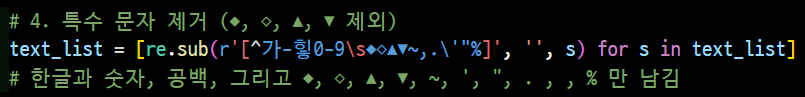 # 4. 특수 문자 제거 (◆, ◇, ▲, ▼ 제외)
text_list = [re.sub(r'[^가-힣0-9\s◆◇▲▼~,.\'"%]', '', s) for s in text_list]
# 한글과 숫자, 공백, 그리고 ◆, ◇, ▲, ▼, ~, ', ", . , , % 만 남김